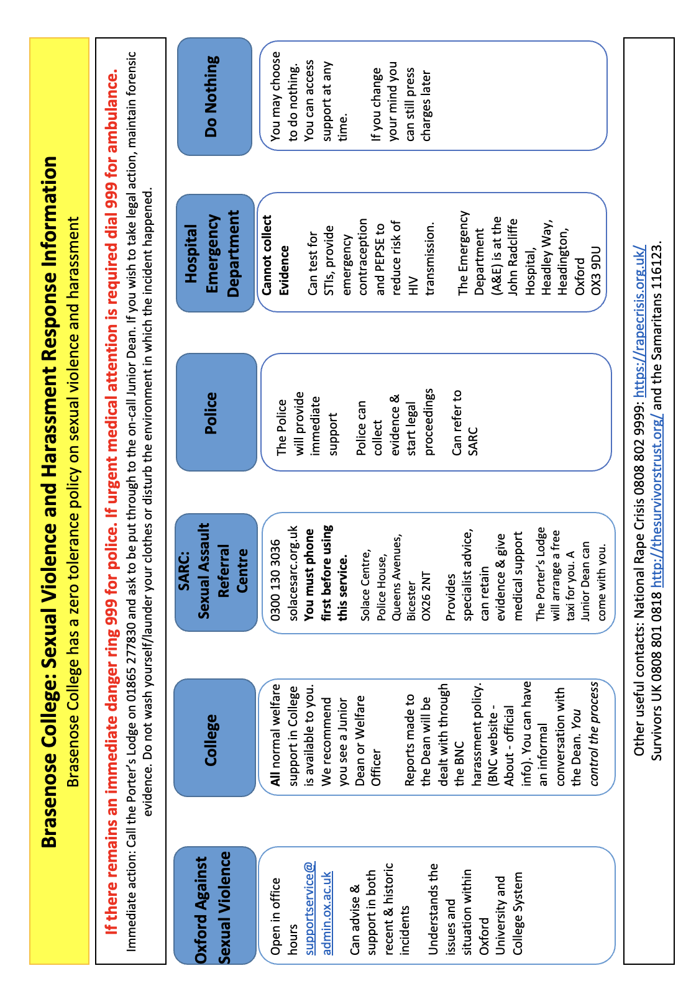 Brasenose College: Sexual Violence and Harassment Response Information
Brasenose College has a zero tolerance policy on sexual violence and harassment
If there remains an immediate danger ring 999 for police. If urgent medical attention is required dial 999 for ambulance.
Immediate action: Call the Porter's Lodge on 01865 277830 and ask to be put through to the on-call Junior Dean. If you wish to take legal action, maintain forensic
evidence. Do not wash yourself/launder your clothes or disturb the environment in which the incident happened.
Oxford Against
Sexual Violence
Open in office
hours
supportservice@
admin.ox.ac.uk
Can advise &
support in both
recent & historic
incidents
Understands the
issues and
situation within
Oxford
University and
College System
College
All normal welfare
support in College
is available to you.
We recommend
you see a Junior
Dean or Welfare
Officer
Reports made to
the Dean will be
dealt with through
the BNC
harassment policy.
(BNC website -
About - official
info). You can have
an informal
conversation with
the Dean. You
control the process
SARC:
Sexual Assault
Referral
Centre
0300 130 3036
solacesarc.org.uk
You must phone
first before using
this service.
Solace Centre,
Police House,
Queens Avenues,
Bicester
OX26 2NT
Provides
specialist advice,
can retain
evidence & give
medical support
The Porter's Lodge
will arrange a free
taxi for you. A
Junior Dean can
come with you.
Police
The Police
will provide
immediate
support
Police can
collect
evidence &
start legal
proceedings
Can refer to
SARC
Hospital
Emergency
Department
Cannot collect
Evidence
Can test for
STIs, provide
emergency
contraception
and PEPSE to
reduce risk of
HIV
transmission.
The Emergency
Department
(A&E) is at the
John Radcliffe
Hospital,
Headley Way,
Headington,
Oxford
OX3 9DU
Do Nothing
You may choose
to do nothing.
You can access
support at any
time.
If you change
your mind you
can still press
charges later
Other useful contacts: National Rape Crisis 0808 802 9999: https://rapecrisis.org.uk/
Survivors UK 0808 801 0818 http://thesurvivorstrust.org/ and the Samaritans 116123.